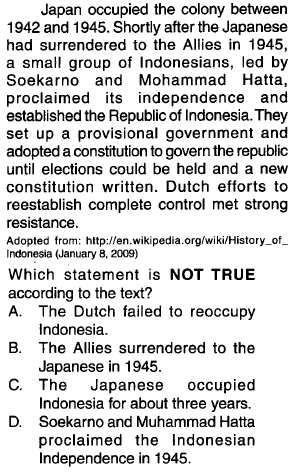 Japan occupied the colony between
1942 and 1945. Shortly after the Japanese
had surrendered to the Allies in 1945,
a small group of Indonesians, led by
Soekarno and Mohammad Hatta,
proclaimed its independence and
established the Republic of Indonesia. They
set up a provisional government and
adopted a constitution to govern the republic
until elections could be held and a new
constitution written. Dutch efforts to
reestablish complete control met strong
resistance.
Adopted from: http://en.wikipedia.org/wiki/History_of_
Indonesia (January 8, 2009)
Which statement is NOT TRUE
according to the text?
A. The Dutch failed to reoccupy
Indonesia.
B. The Allies surrendered to the
Japanese in 1945.
C. The Japanese occupied
Indonesia for about three years.
D. Soekarno and Muhammad Hatta
proclaimed the Indonesian
Independence in 1945.